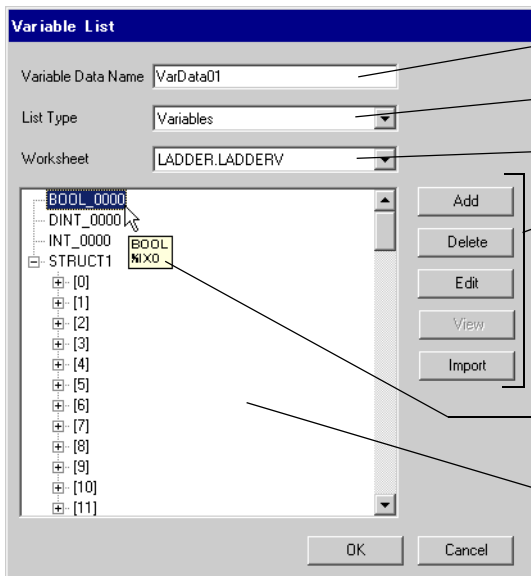 Variable List
Variable Data Name VarData01
List Type Variables
Worksheet LADDER.LADDERV
BOOL_0000
DINT_0000
INT_0000
BOOL
%IX0
STRUCT1
[0]
[1]
[2]
[3]
[4]
[5]
[6]
[7]
[8]
[9]
[10]
[11]
Add
Delete
Edit
View
Import
OK Cancel